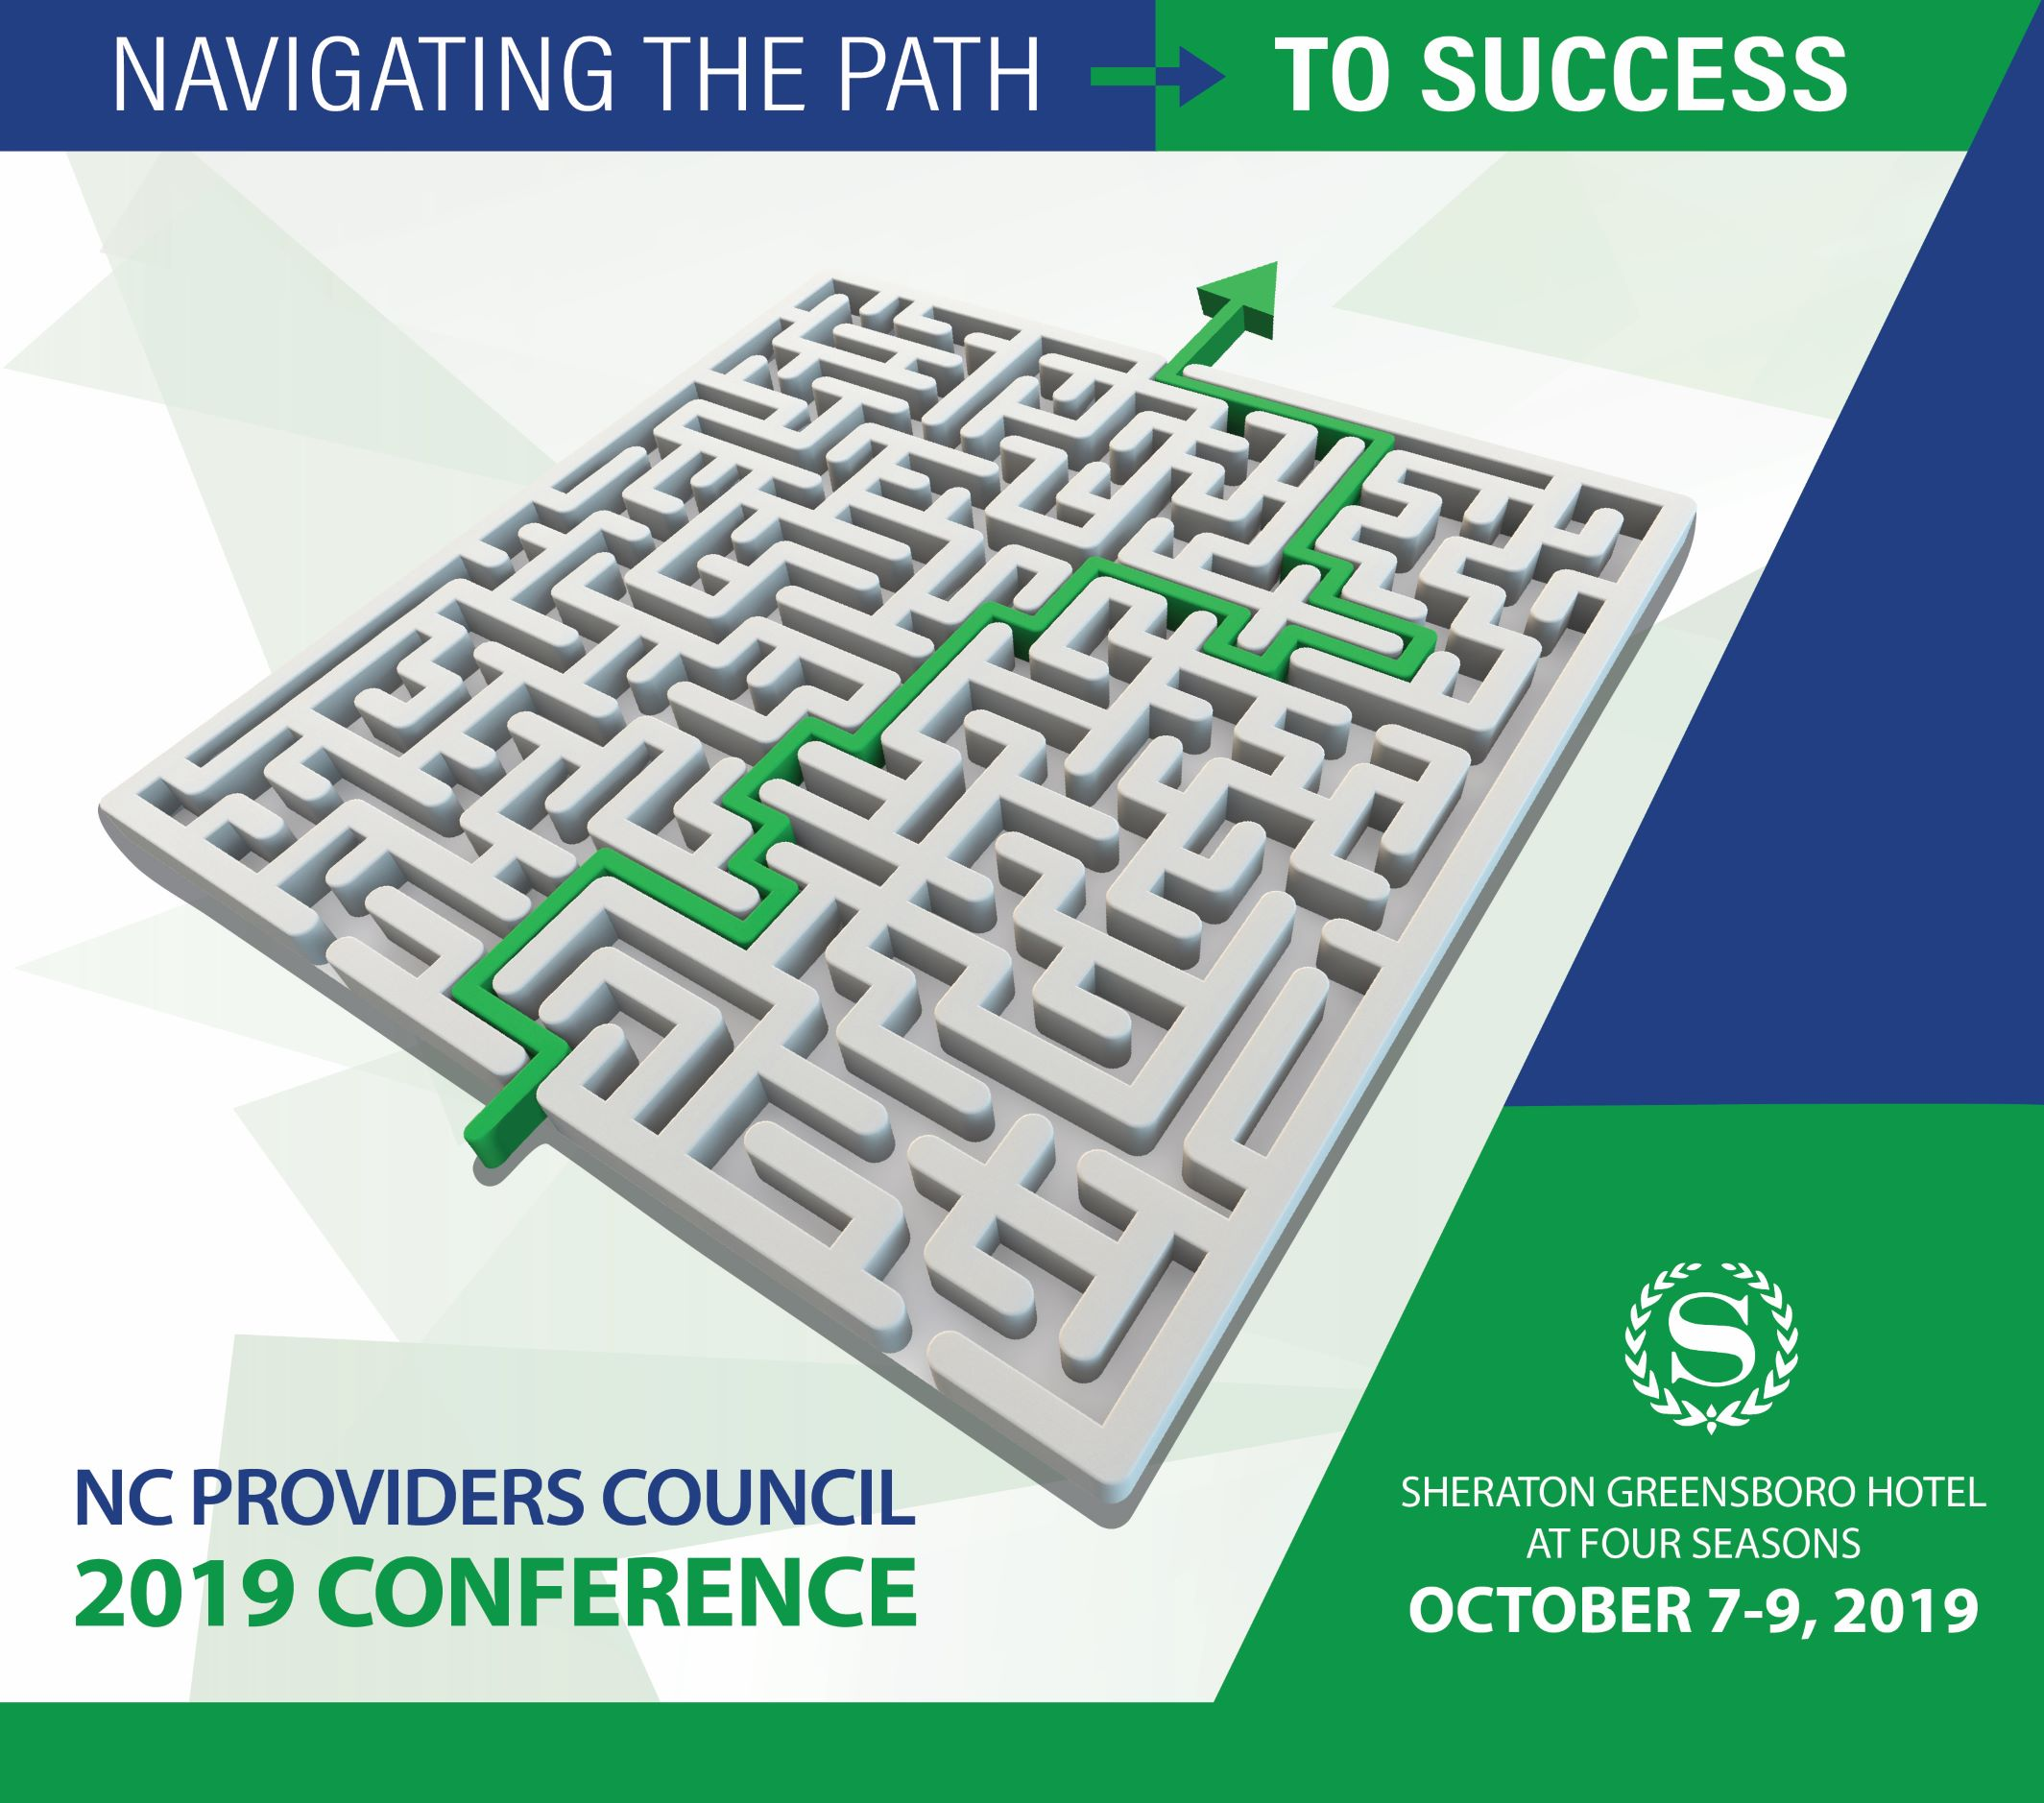 NAVIGATING THE PATH TO SUCCESS
NC PROVIDERS COUNCIL
2019 CONFERENCE
S
SHERATON GREENSBORO HOTEL
AT FOUR SEASONS
OCTOBER 7-9, 2019